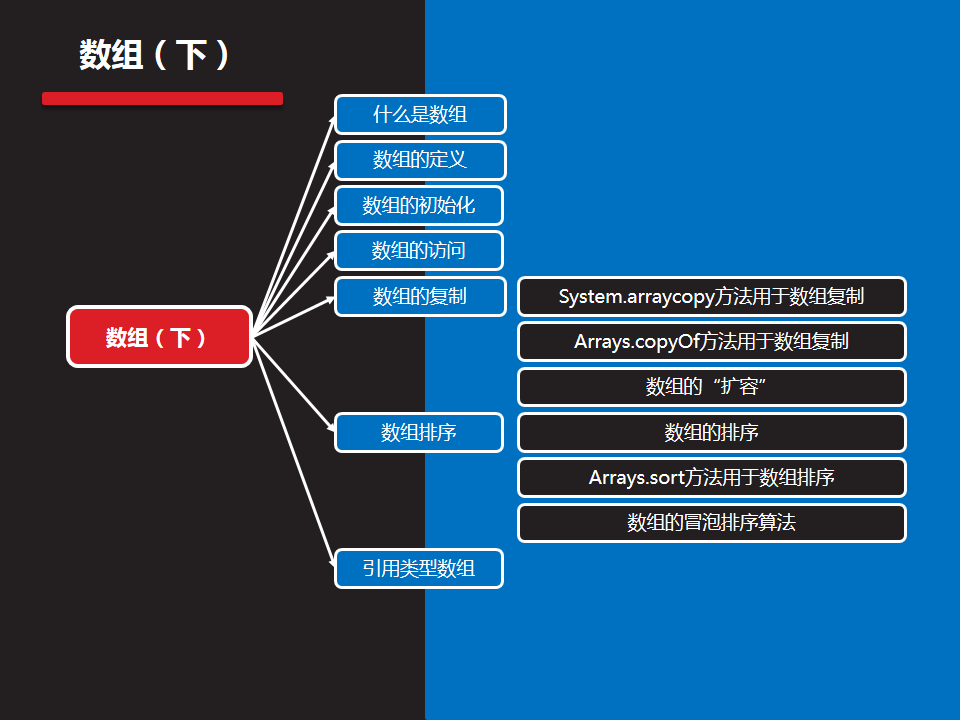 数组（下）
什么是数组
数组的定义
数组的初始化
数组的访问
数组的复制
System.arraycopy方法用于数组复制
数组（下）
Arrays.copyOf方法用于数组复制
数组的“扩容”
数组排序
数组的排序
Arrays.sort方法用于数组排序
数组的冒泡排序算法
引用类型数组